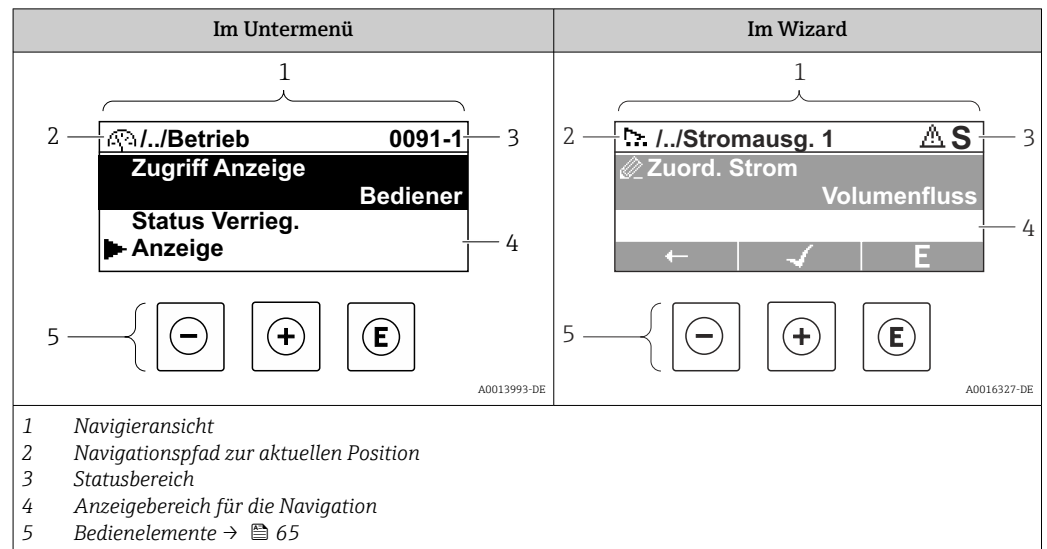 Im Untermenü
Im Wizard
1
2 /../Betrieb 0091-1 3
Zugriff Anzeige
Bediener
Status Verrieg.
Anzeige
4
5 - + E
A0013993-DE
1
2 /../Stromausg. 1 S 3
Zuord. Strom
Volumenfluss
4
← ✓ E
5 - + E
A0016327-DE
1 Navigieransicht
2 Navigationspfad zur aktuellen Position
3 Statusbereich
4 Anzeigebereich für die Navigation
5 Bedienelemente → 65